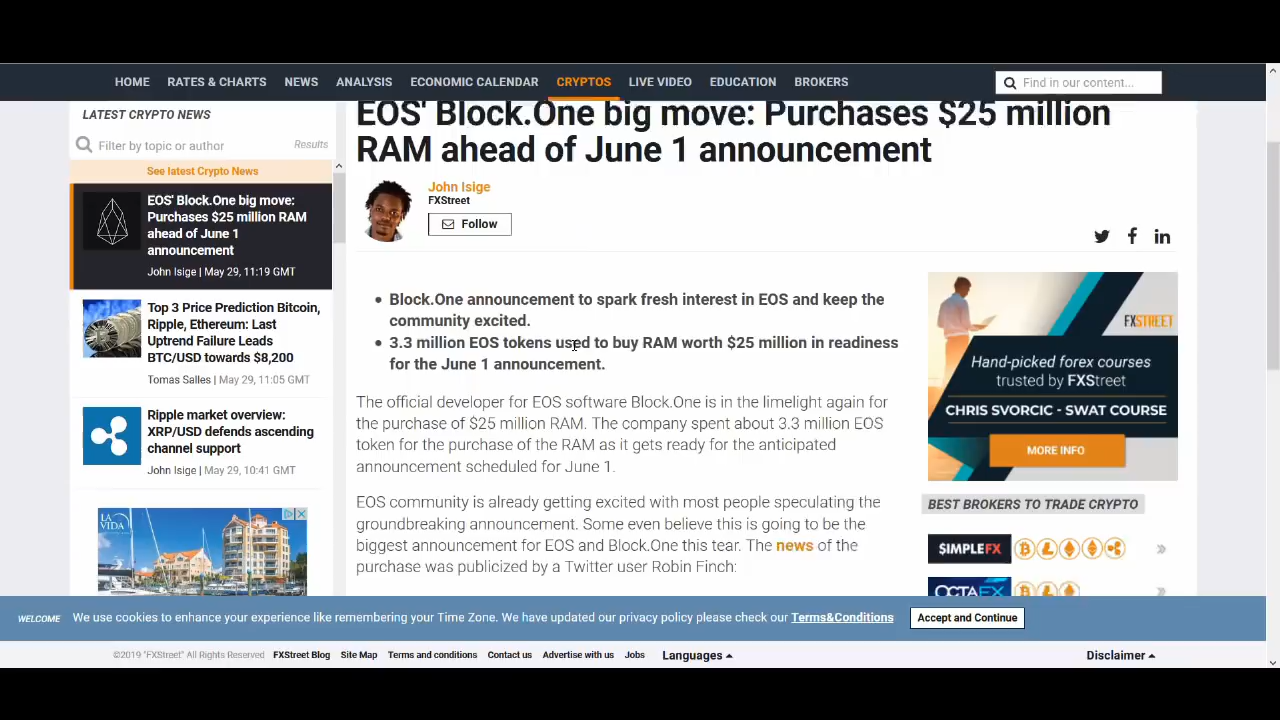 HOME RATES & CHARTS NEWS ANALYSIS ECONOMIC CALENDAR CRYPTOS LIVE VIDEO EDUCATION BROKERS Find in our content...
LATEST CRYPTO NEWS
Filter by topic or author Results
See latest Crypto News
EOS' Block.One big move:
Purchases $25 million RAM
ahead of June 1
announcement
John Isige | May 29, 11:19 GMT
Top 3 Price Prediction Bitcoin,
Ripple, Ethereum: Last
Uptrend Failure Leads
BTC/USD towards $8,200
Tomas Salles | May 29, 11:05 GMT
Ripple market overview:
XRP/USD defends ascending
channel support
John Isige | May 29, 10:41 GMT
LA
VIDA
EOS' Block.One big move: Purchases $25 million
RAM ahead of June 1 announcement
John Isige
FXStreet
Follow
Block.One announcement to spark fresh interest in EOS and keep the
community excited.
3.3 million EOS tokens used to buy RAM worth $25 million in readiness
for the June 1 announcement.
The official developer for EOS software Block.One is in the limelight again for
the purchase of $25 million RAM. The company spent about 3.3 million EOS
token for the purchase of the RAM as it gets ready for the anticipated
announcement scheduled for June 1.
EOS community is already getting excited with most people speculating the
groundbreaking announcement. Some even believe this is going to be the
biggest announcement for EOS and Block.One this tear. The news of the
purchase was publicized by a Twitter user Robin Finch:
FXSTREET
Hand-picked forex courses
trusted by FXStreet
CHRIS SVORCIC - SWAT COURSE
MORE INFO
BEST BROKERS TO TRADE CRYPTO
$IMPLEFX
OCTAFX
WELCOME We use cookies to enhance your experience like remembering your Time Zone. We have updated our privacy policy please check our Terms&Conditions Accept and Continue
©2019 "FXStreet" All Rights Reserved FXStreet Blog Site Map Terms and conditions Contact us Advertise with us Jobs Languages Disclaimer